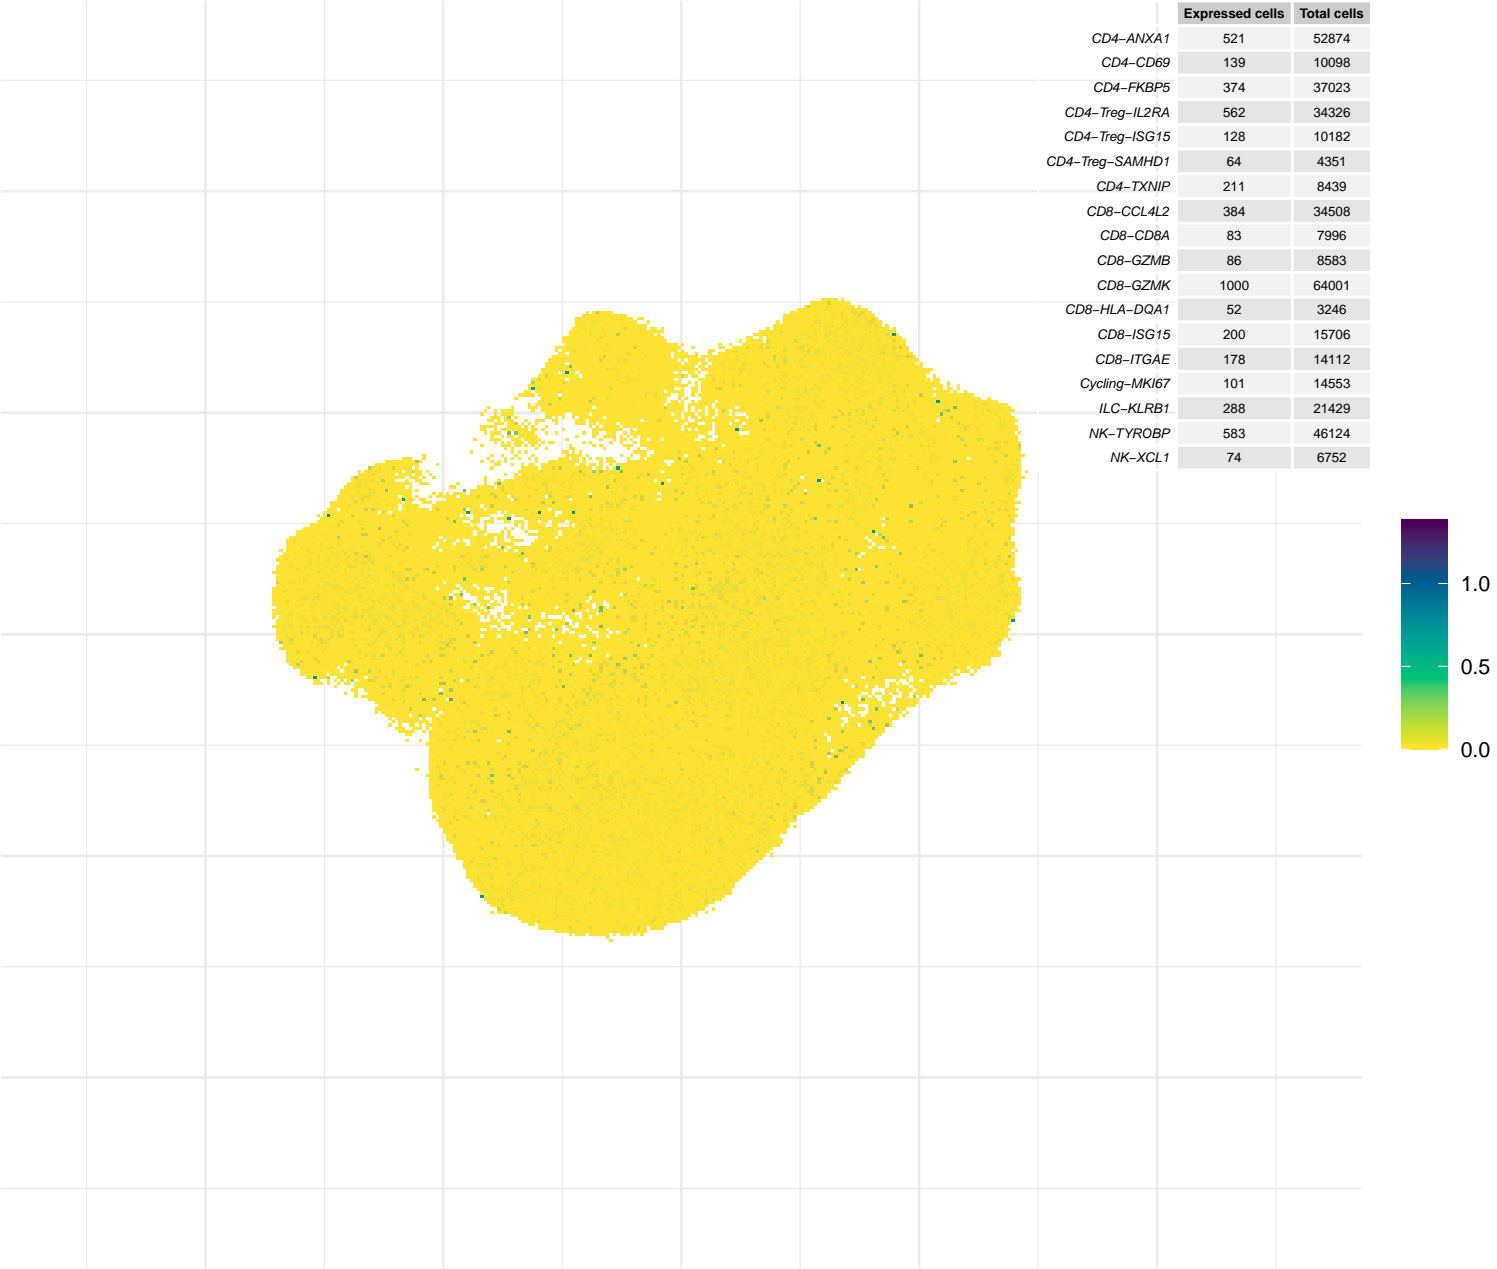 Expressed cells Total cells
CD4−ANXA1 521 52874
CD4−CD69 139 10098
CD4−FKBP5 374 37023
CD4−Treg−IL2RA 562 34326
CD4−Treg−ISG15 128 10182
CD4−Treg−SAMHD1 64 4351
CD4−TXNIP 211 8439
CD8−CCL4L2 384 34508
CD8−CD8A 83 7996
CD8−GZMB 86 8583
CD8−GZMK 1000 64001
CD8−HLA−DQA1 52 3246
CD8−ISG15 200 15706
CD8−ITGAE 178 14112
Cycling−MKI67 101 14553
ILC−KLRB1 288 21429
NK−TYROBP 583 46124
NK−XCL1 74 6752
1.0
0.5
0.0